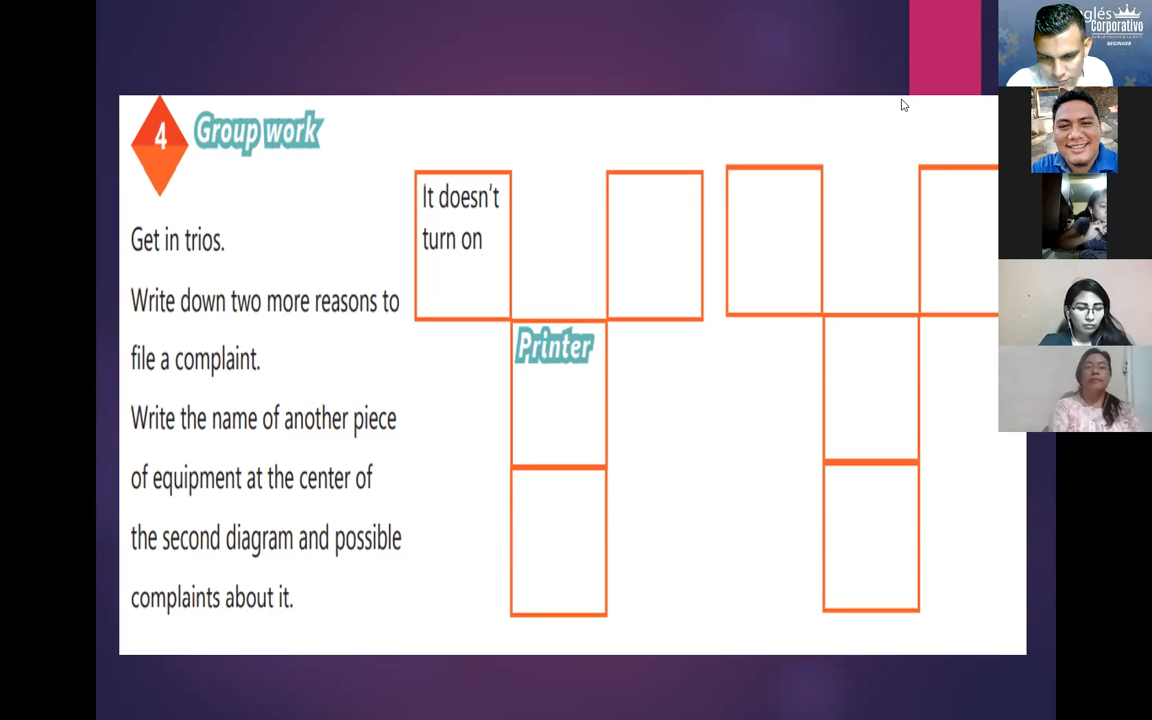 4
Group work
Get in trios.
Write down two more reasons to
file a complaint.
Write the name of another piece
of equipment at the center of
the second diagram and possible
complaints about it.
It doesn't
turn on
Printer
glés
Corporativo
BEGINNER